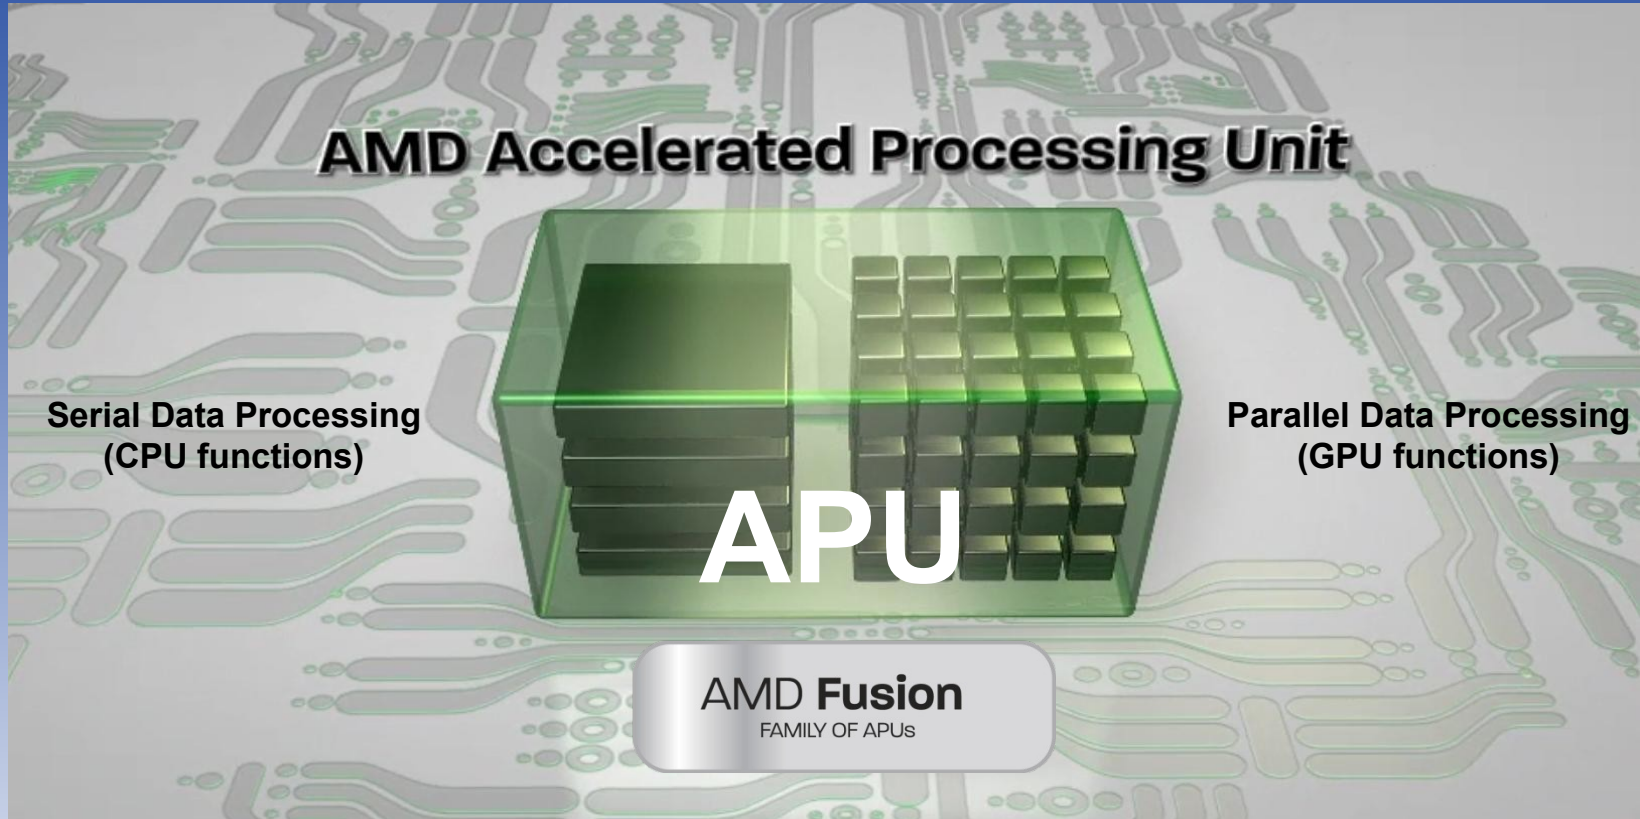 AMD Accelerated Processing Unit
Serial Data Processing
(CPU functions)
Parallel Data Processing
(GPU functions)
APU
AMD Fusion
FAMILY OF APUs